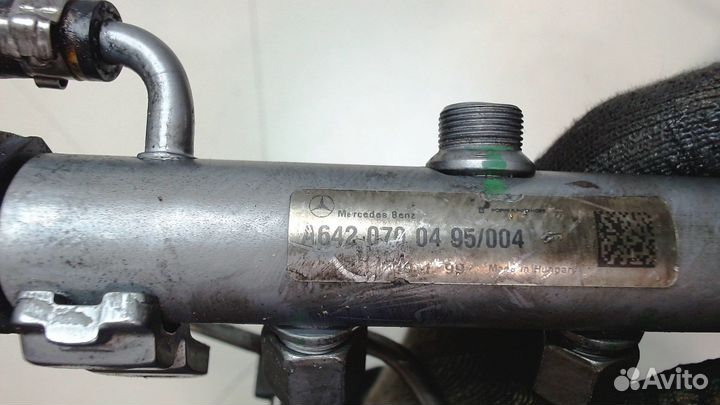 Mercedes Benz
A642 070 04 95/004
Made in Hungary
Avito